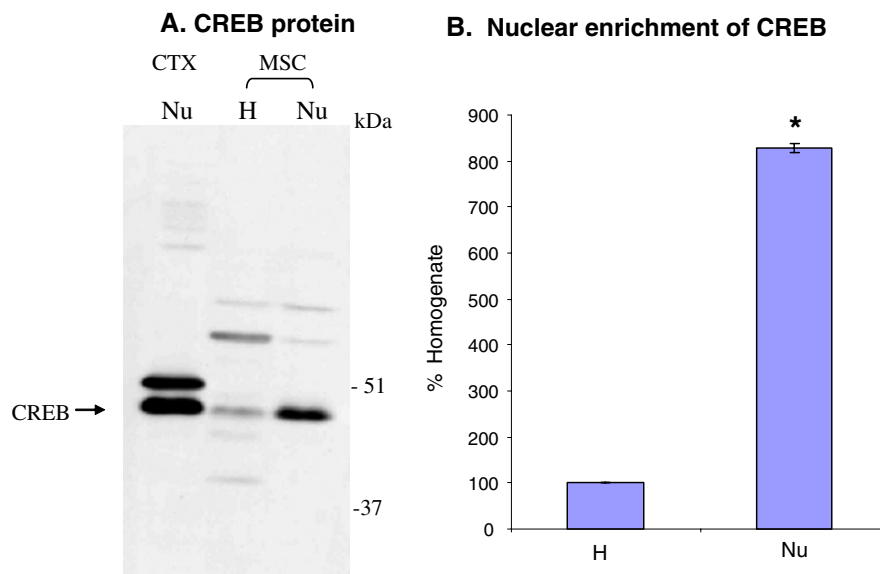 A. CREB protein
CTX MSC
Nu H Nu
kDa
- 51
CREB
-37
B. Nuclear enrichment of CREB
% Homogenate
900
800
700
600
500
400
300
200
100
0
*
H Nu